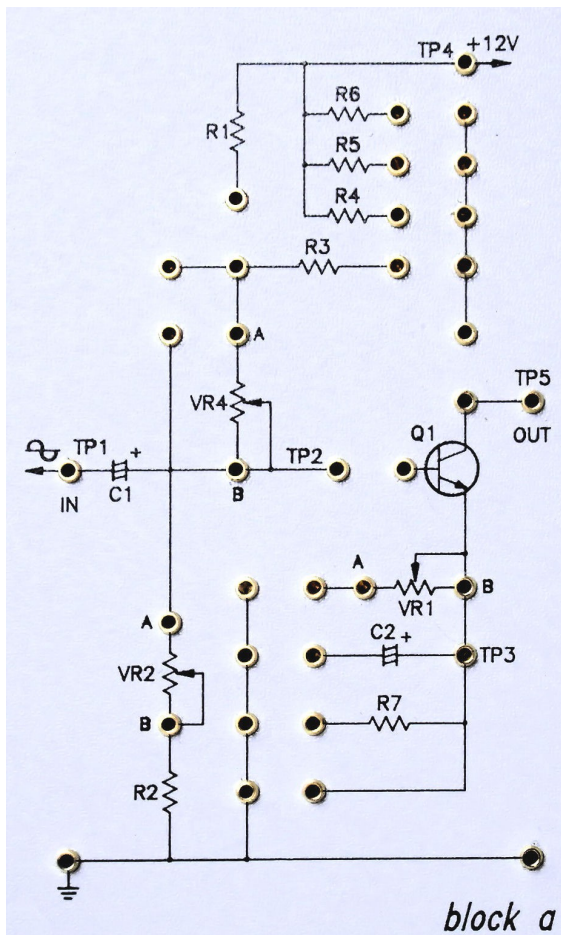 TP4 +12V
R6
R1
R5
R4
R3
A
VR4
TP5
Q1
OUT
TP1 + TP2
IN C1 B
A
VR1 B
C2 +
TP3
A
VR2
R7
B
R2
block a